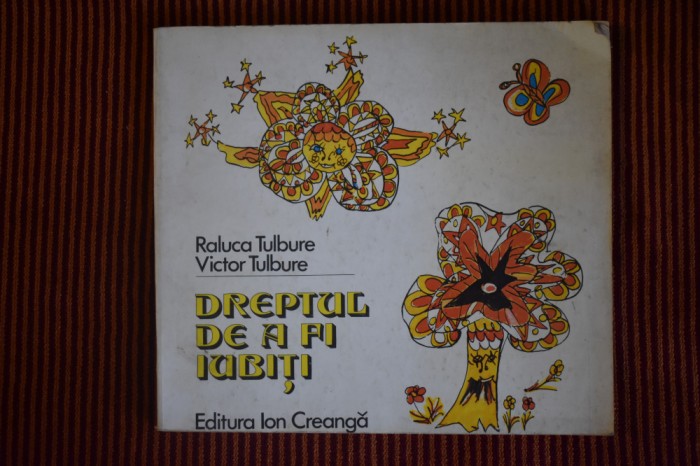 Raluca Tulbure
Victor Tulbure
DREPTUL
DE A FI
IUBIȚI
Editura Ion Creangă